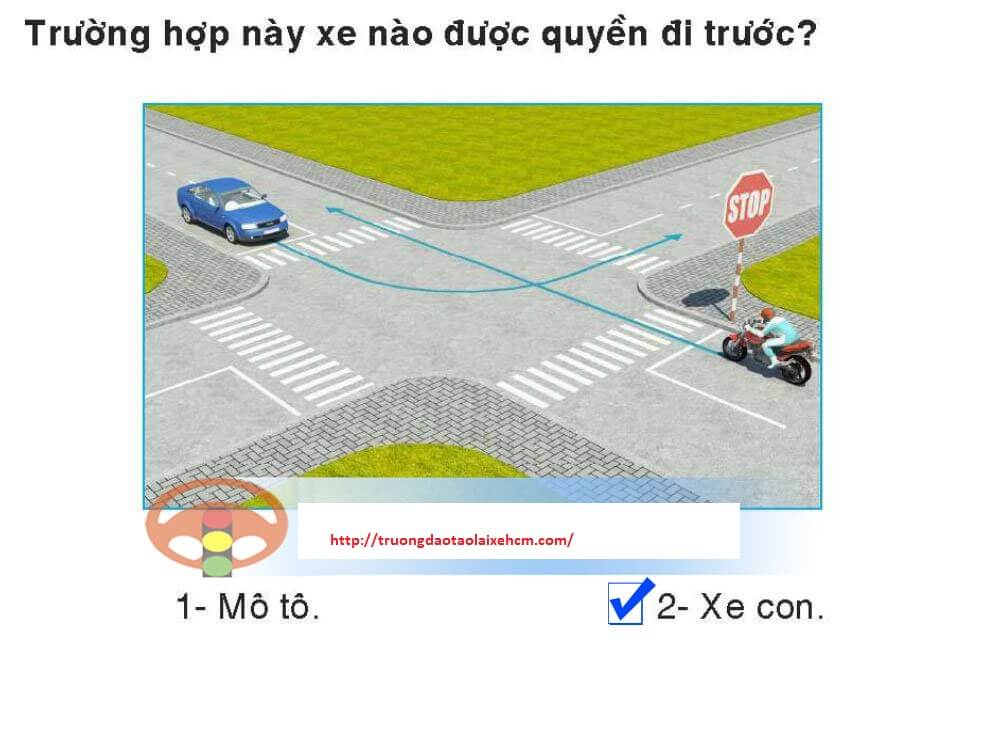 Trường hợp này xe nào được quyền đi trước?
STOP
http://truongdaotaolaixehcm.com/
1- Mô tô.
2- Xe con.